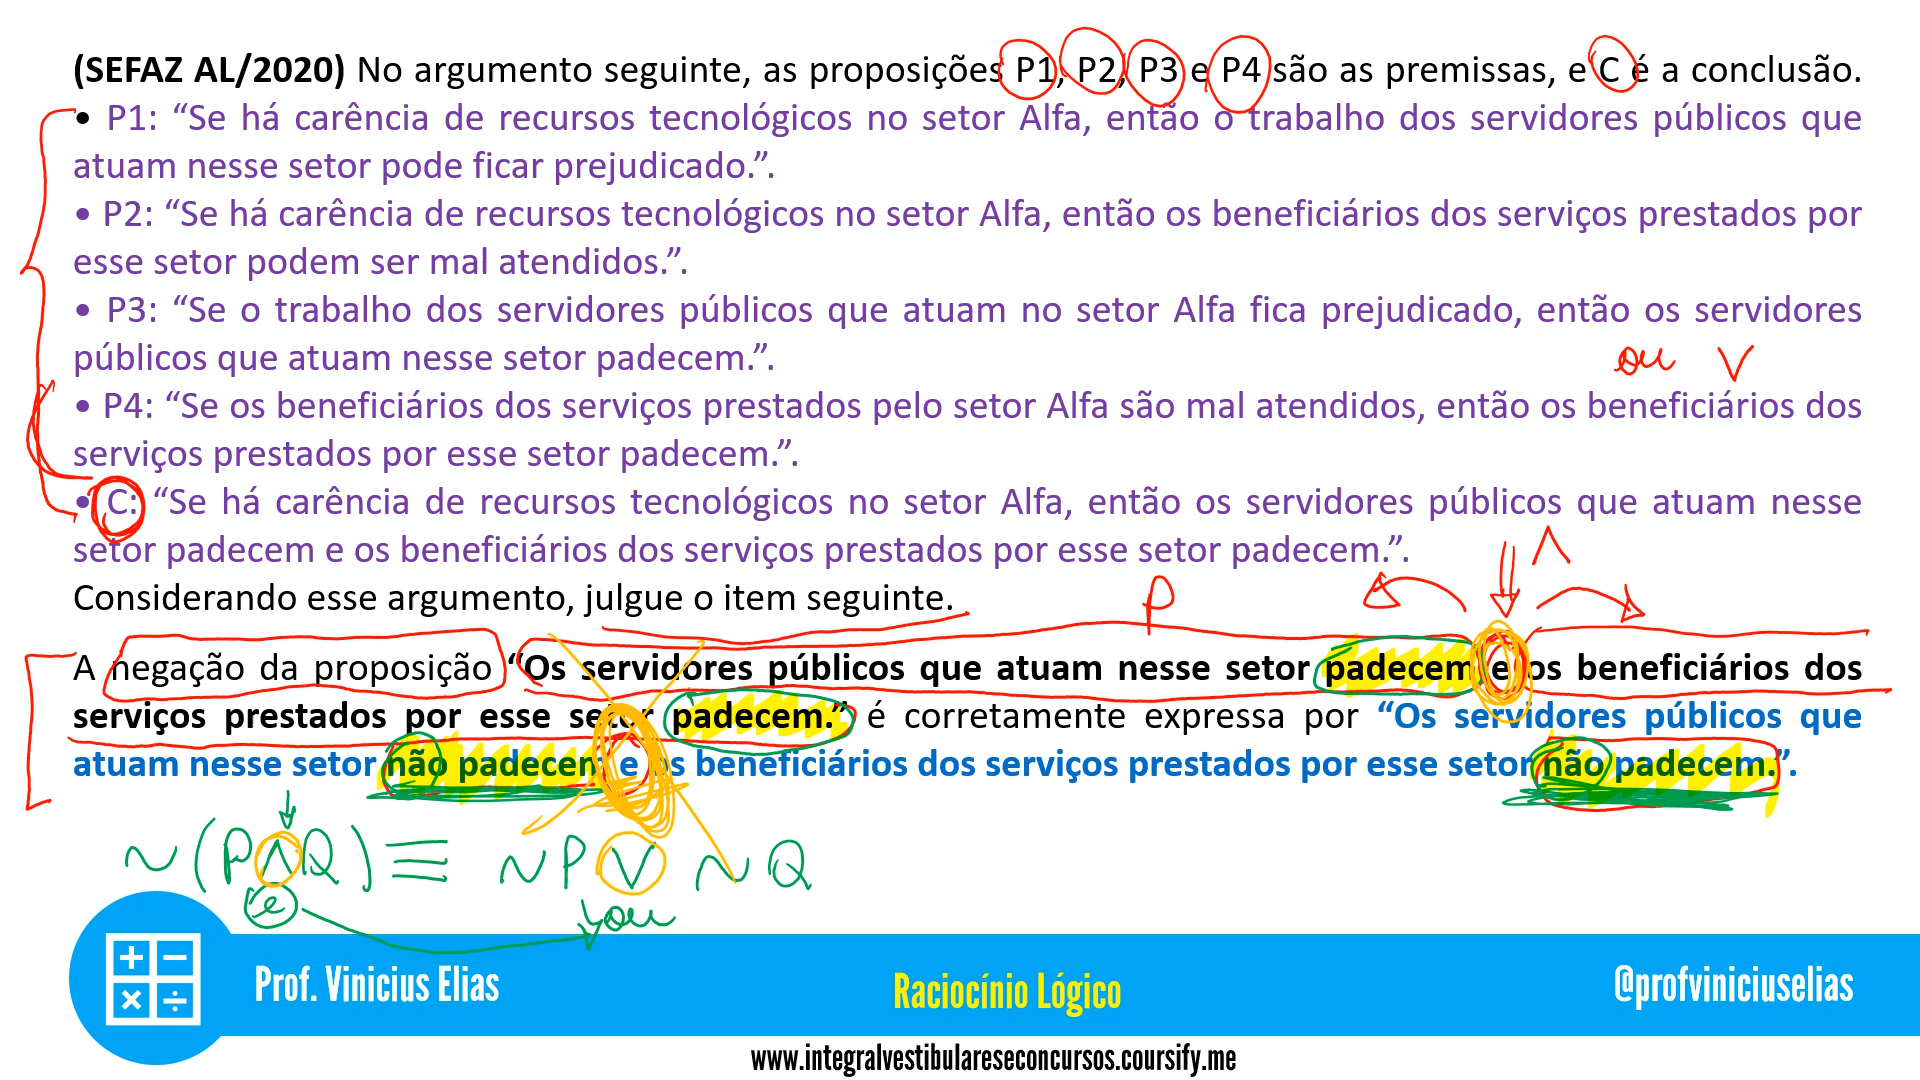 (SEFAZ AL/2020) No argumento seguinte, as proposições P1, P2, P3 e P4 são as premissas, e C é a conclusão.
• P1: “Se há carência de recursos tecnológicos no setor Alfa, então o trabalho dos servidores públicos que
atuam nesse setor pode ficar prejudicado.”.
• P2: “Se há carência de recursos tecnológicos no setor Alfa, então os beneficiários dos serviços prestados por
esse setor podem ser mal atendidos.”.
• P3: “Se o trabalho dos servidores públicos que atuam no setor Alfa fica prejudicado, então os servidores
públicos que atuam nesse setor padecem.”.
ou V
• P4: “Se os beneficiários dos serviços prestados pelo setor Alfa são mal atendidos, então os beneficiários dos
serviços prestados por esse setor padecem.”.
• C: “Se há carência de recursos tecnológicos no setor Alfa, então os servidores públicos que atuam nesse
setor padecem e os beneficiários dos serviços prestados por esse setor padecem.”.
Λ
Considerando esse argumento, julgue o item seguinte.
P
A negação da proposição “Os servidores públicos que atuam nesse setor padecem e os beneficiários dos
serviços prestados por esse setor padecem.” é corretamente expressa por “Os servidores públicos que
atuam nesse setor não padecem e os beneficiários dos serviços prestados por esse setor não padecem.”.
~(P Λ Q) ≡ ~P V ~Q
e ou
Prof. Vinicius Elias
Raciocínio Lógico
@profviniciuselias
www.integralvestibulareseconcursos.coursify.me